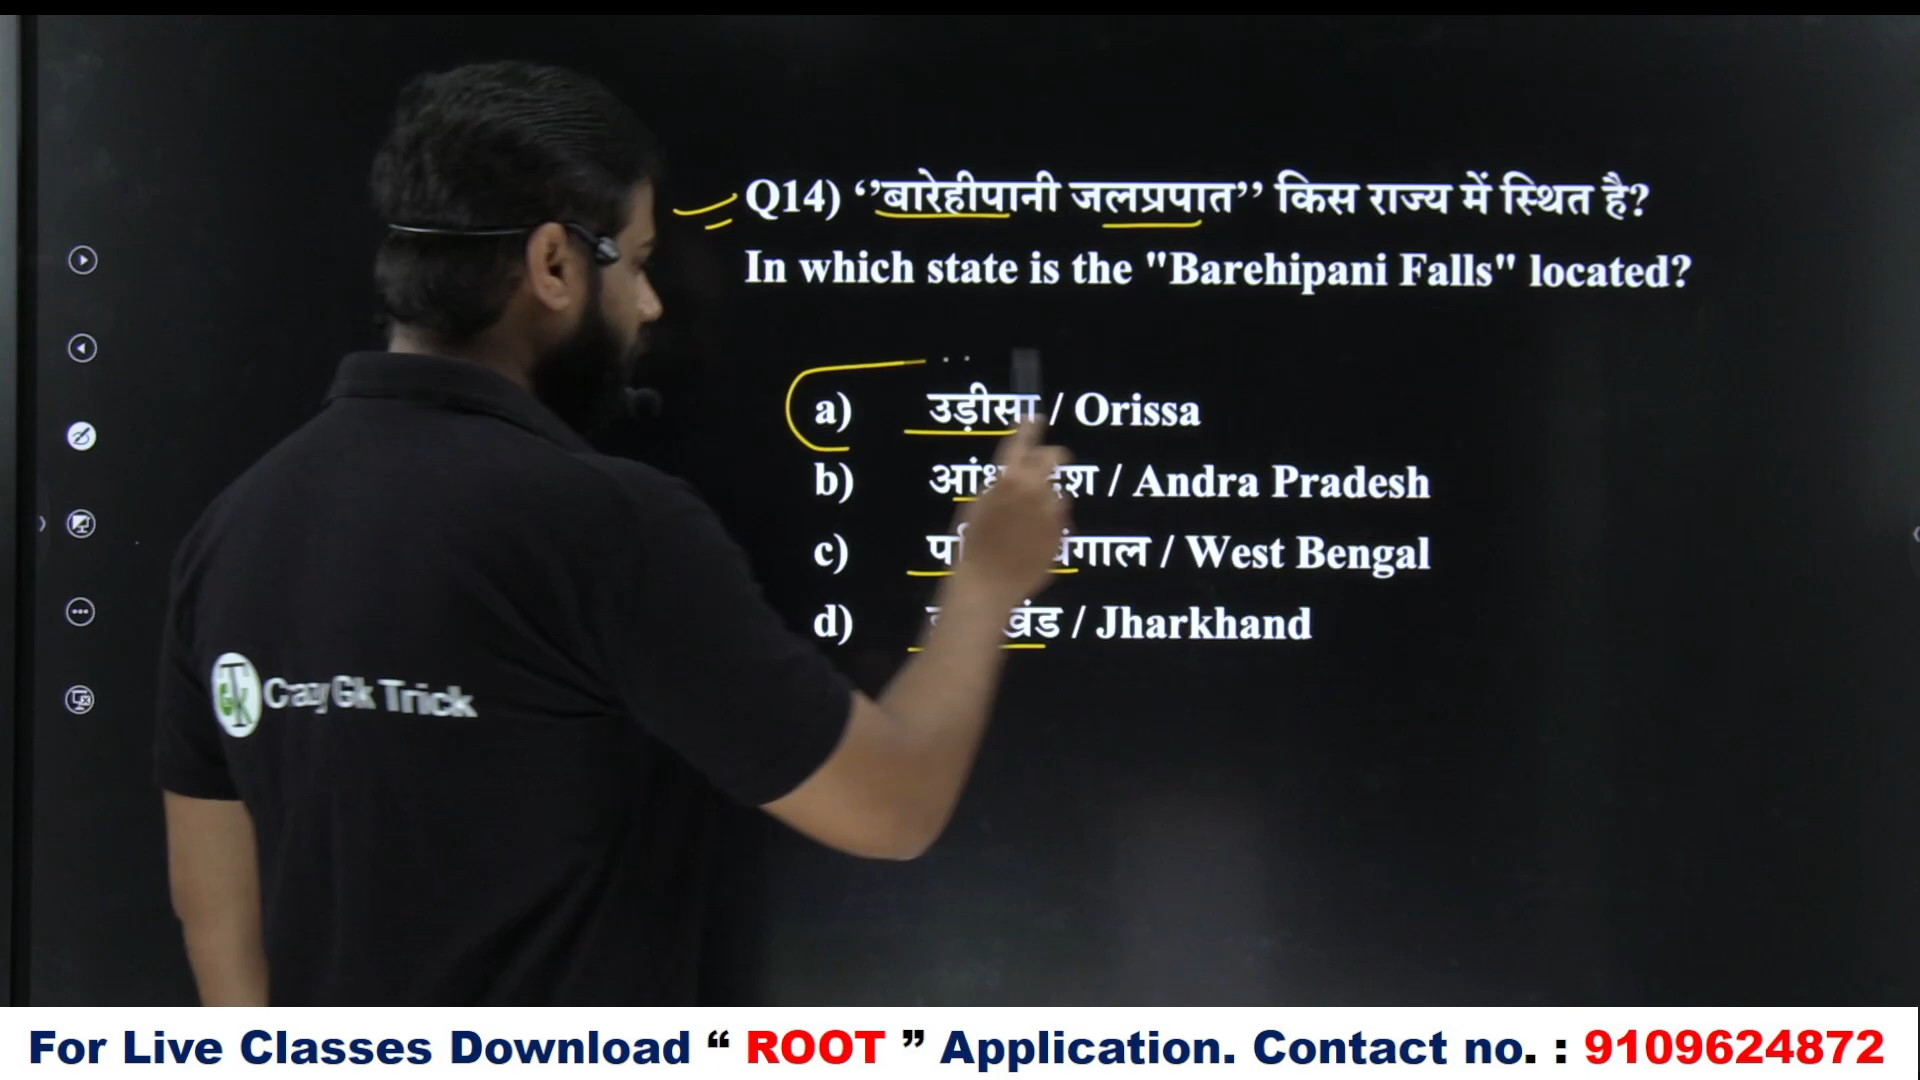 Q14) ‘’बारेहीपानी जलप्रपात’’ किस राज्य में स्थित है?
In which state is the "Barehipani Falls" located?
a) उड़ीसा / Orissa
b) / Andra Pradesh
c) / West Bengal
d) / Jharkhand
Crazy Gk Trick
For Live Classes Download “ ROOT ” Application. Contact no. : 9109624872